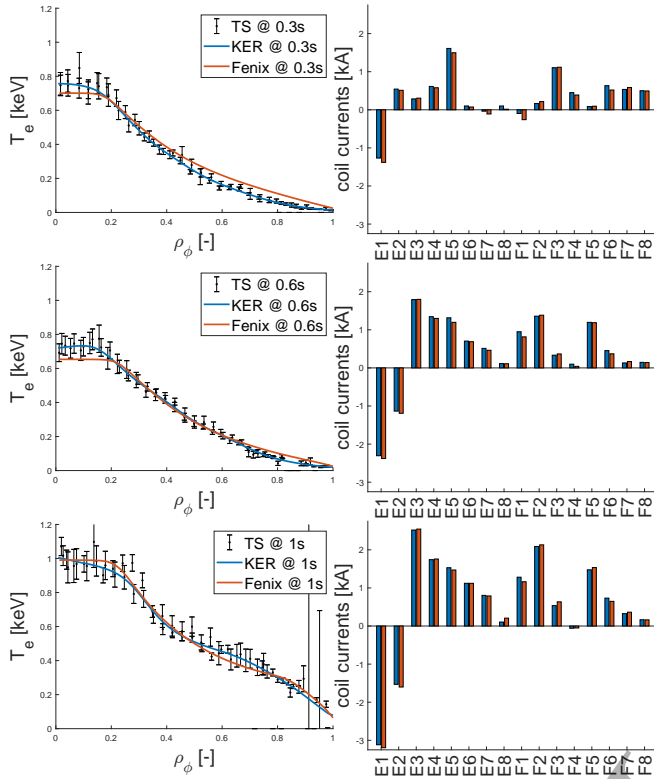 1.2
1
0.8
0.6
0.4
0.2
0
T_e [keV]
TS @ 0.3s
KER @ 0.3s
Fenix @ 0.3s
0 0.2 0.4 0.6 0.8 1
ρ_ϕ [-]
2
1
0
-1
-2
-3
coil currents [kA]
E1 E2 E3 E4 E5 E6 E7 E8 F1 F2 F3 F4 F5 F6 F7 F8
1.2
1
0.8
0.6
0.4
0.2
0
T_e [keV]
TS @ 0.6s
KER @ 0.6s
Fenix @ 0.6s
0 0.2 0.4 0.6 0.8 1
ρ_ϕ [-]
2
1
0
-1
-2
-3
coil currents [kA]
E1 E2 E3 E4 E5 E6 E7 E8 F1 F2 F3 F4 F5 F6 F7 F8
1.2
1
0.8
0.6
0.4
0.2
0
T_e [keV]
TS @ 1s
KER @ 1s
Fenix @ 1s
0 0.2 0.4 0.6 0.8 1
ρ_ϕ [-]
2
1
0
-1
-2
-3
coil currents [kA]
E1 E2 E3 E4 E5 E6 E7 E8 F1 F2 F3 F4 F5 F6 F7 F8